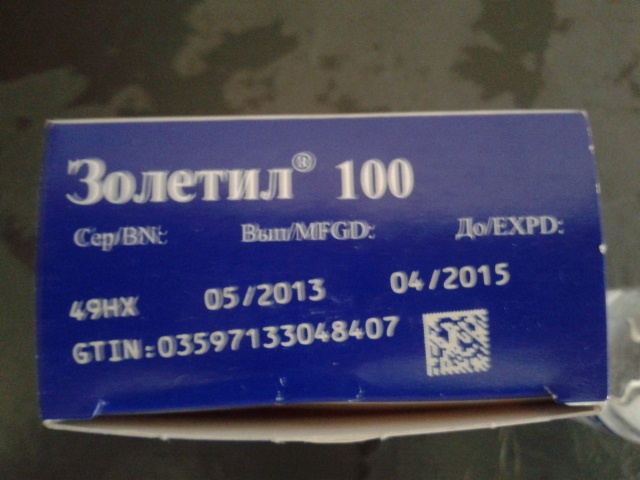 Золетил® 100
Сер/BN: Вып/MFGD: До/EXPD:
49HX 05/2013 04/2015
GTIN:03597133048407